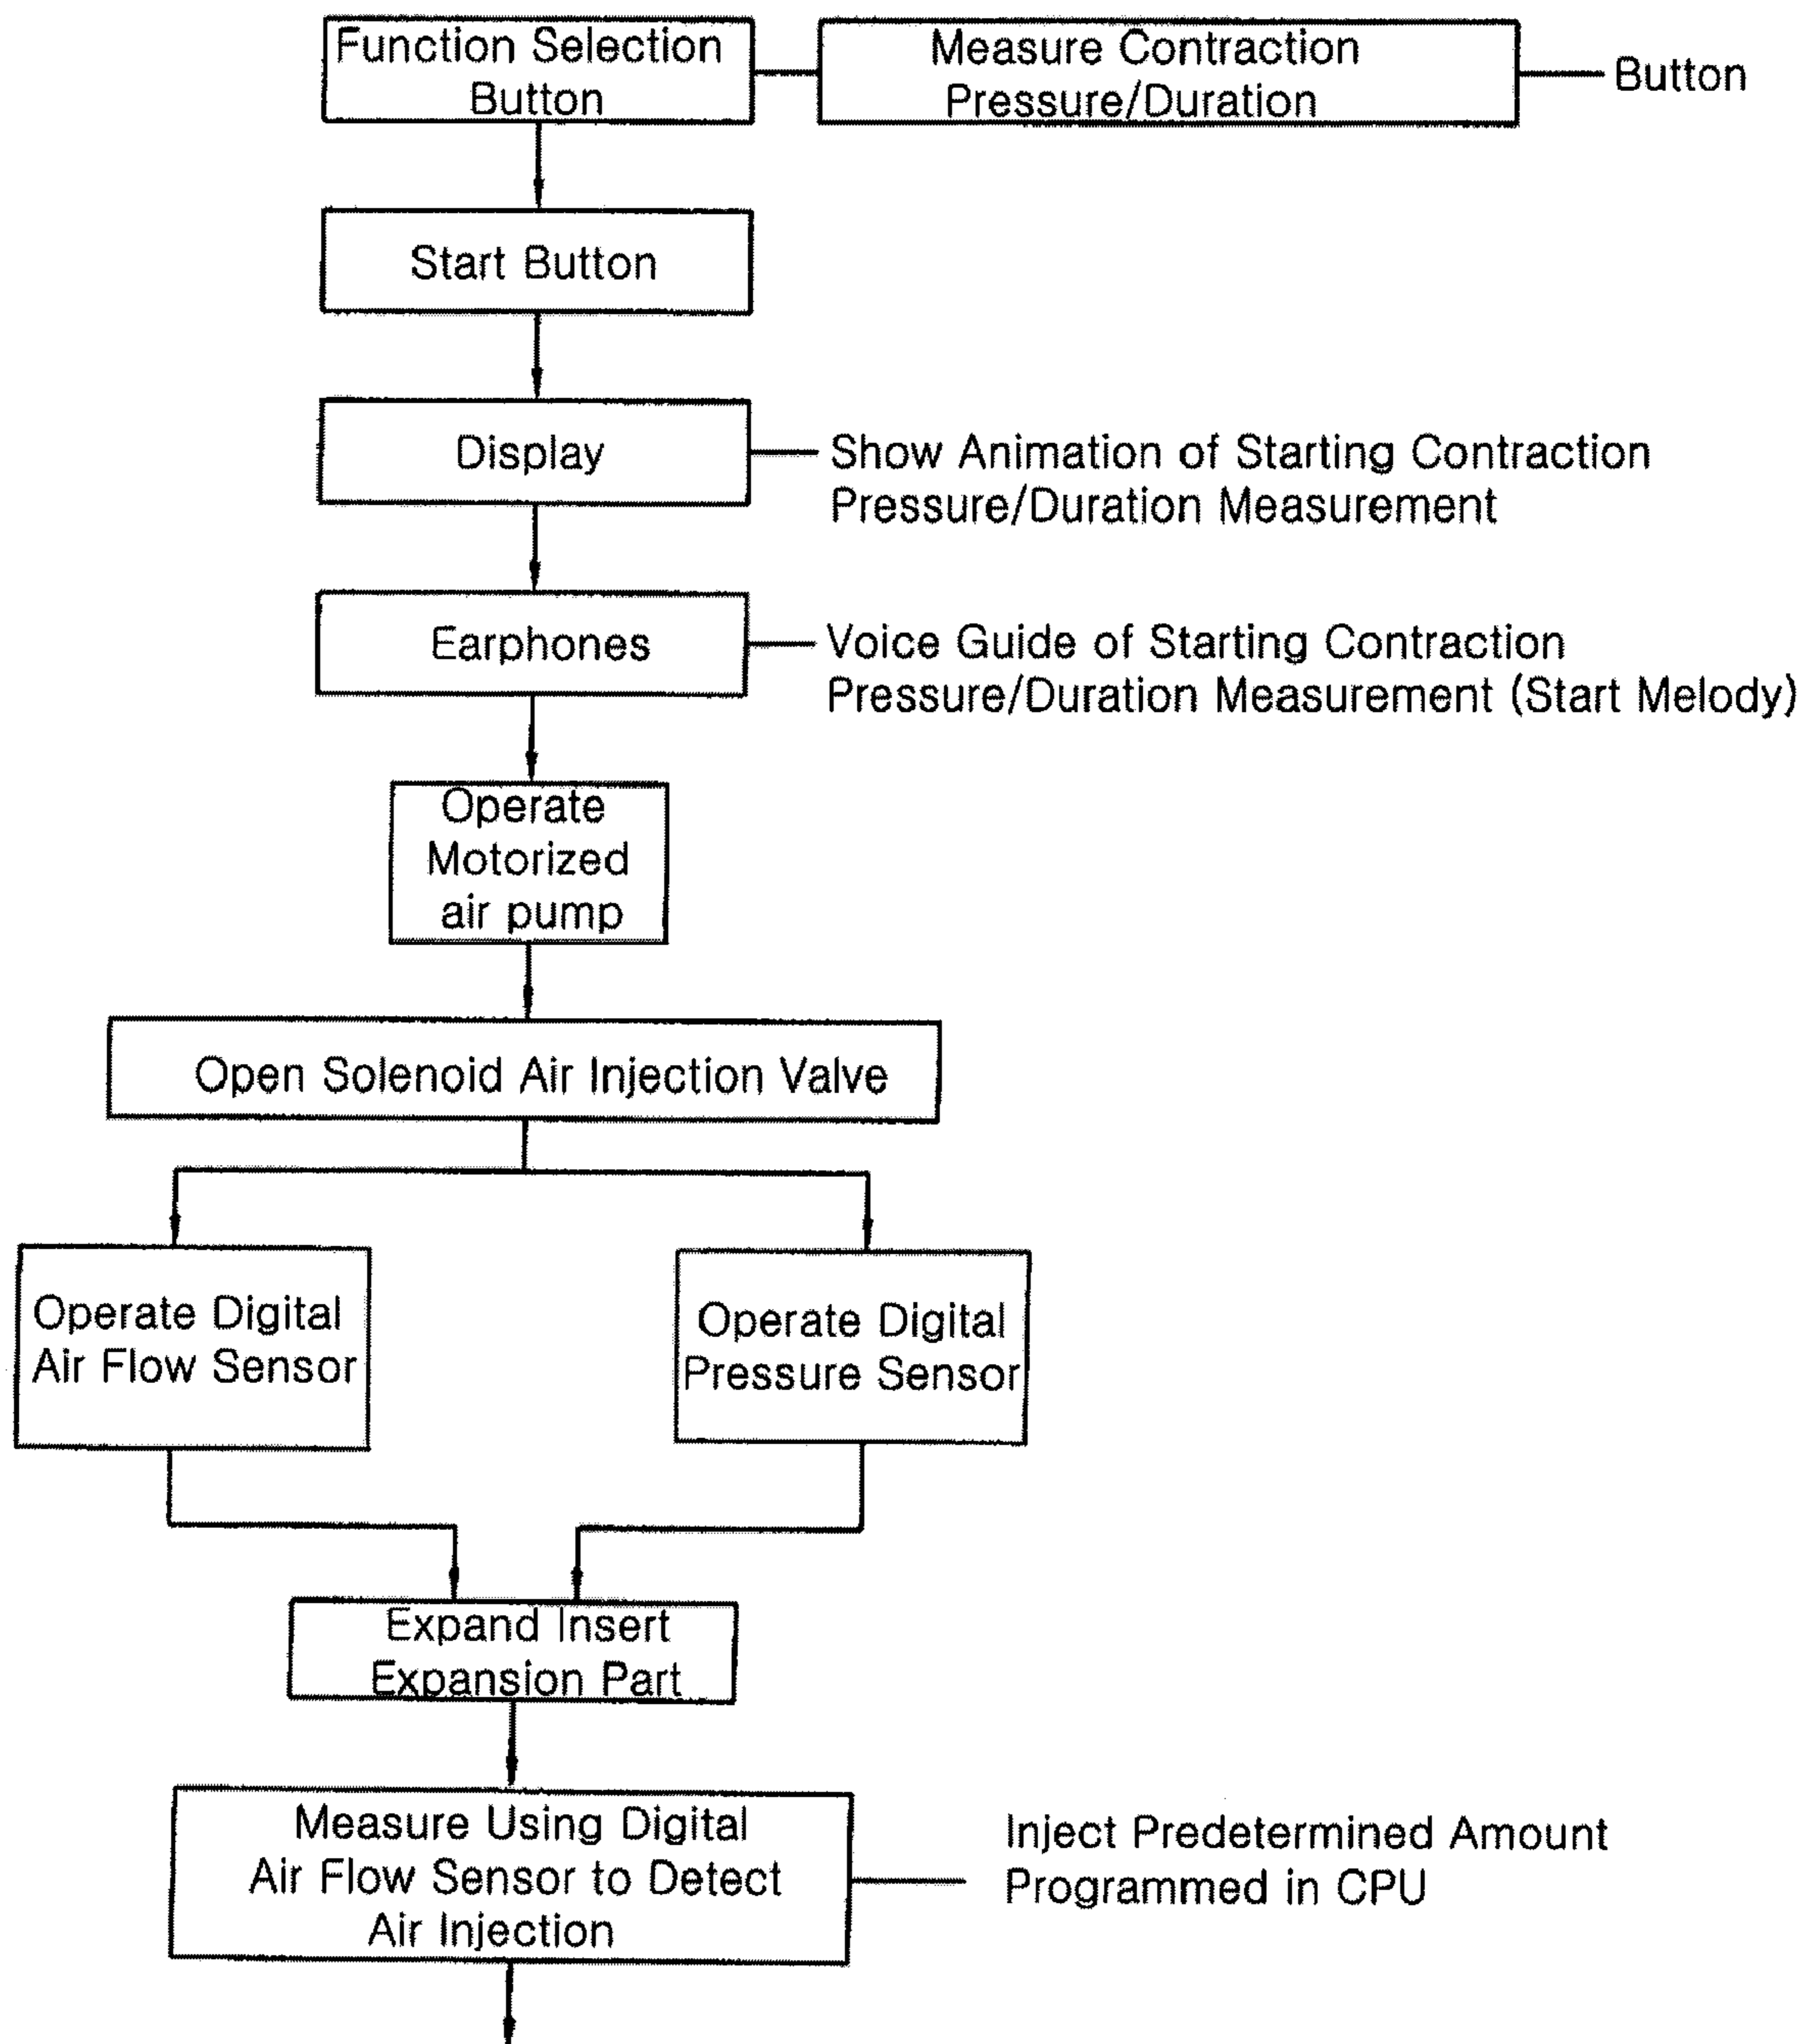 Function Selection
Button
Measure Contraction
Pressure/Duration
Button
Start Button
Display
Show Animation of Starting Contraction
Pressure/Duration Measurement
Earphones
Voice Guide of Starting Contraction
Pressure/Duration Measurement (Start Melody)
Operate
Motorized
air pump
Open Solenoid Air Injection Valve
Operate Digital
Air Flow Sensor
Operate Digital
Pressure Sensor
Expand Insert
Expansion Part
Measure Using Digital
Air Flow Sensor to Detect
Air Injection
Inject Predetermined Amount
Programmed in CPU